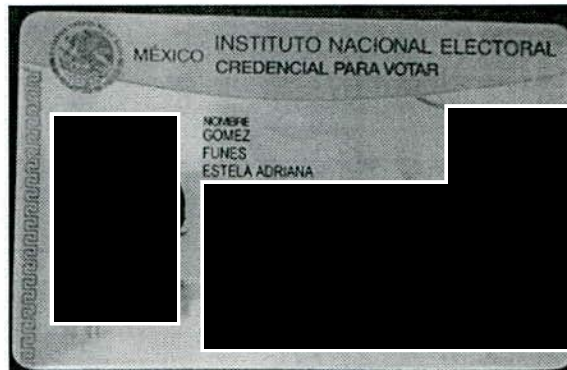 MÉXICO INSTITUTO NACIONAL ELECTORAL
CREDENCIAL PARA VOTAR
NOMBRE
GOMEZ
FUNES
ESTELA ADRIANA